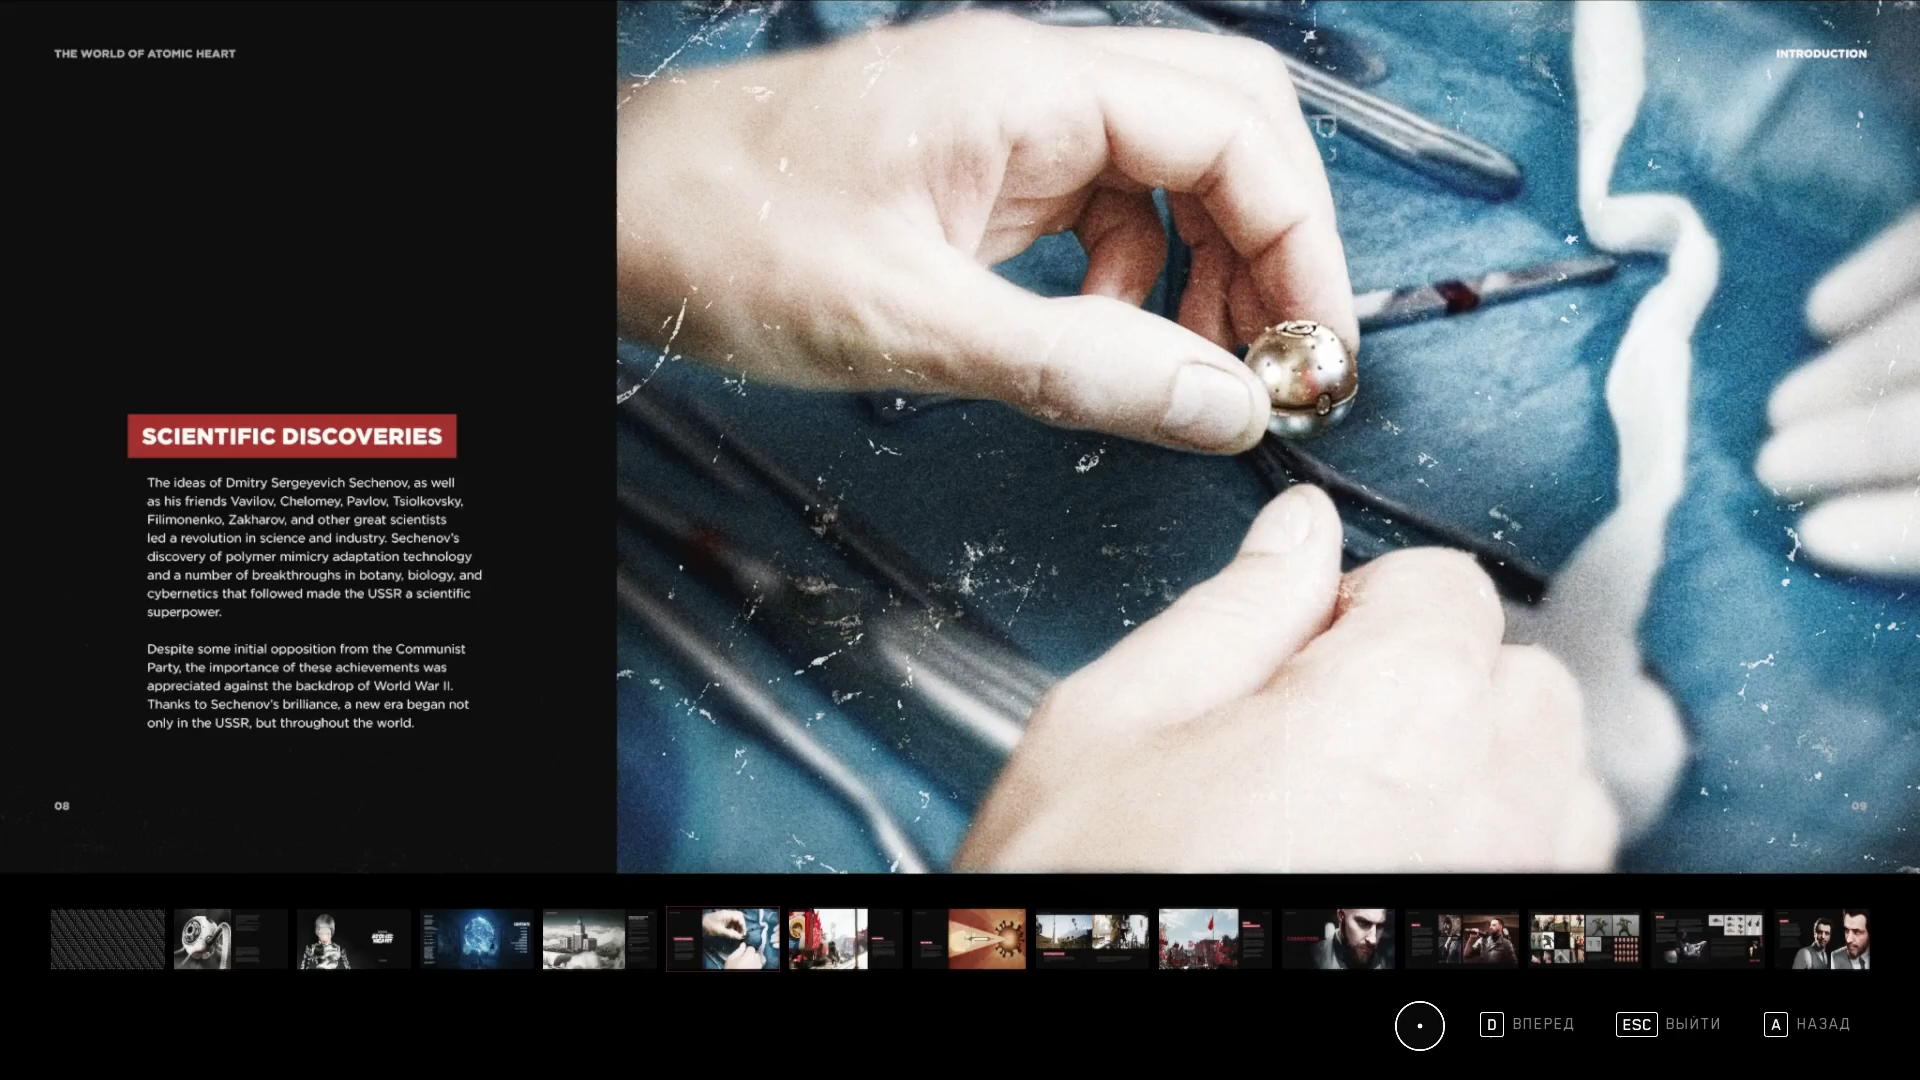 THE WORLD OF ATOMIC HEART
INTRODUCTION
SCIENTIFIC DISCOVERIES
The ideas of Dmitry Sergeyevich Sechenov, as well
as his friends Vavilov, Chelomey, Pavlov, Tsiolkovsky,
Filimonenko, Zakharov, and other great scientists
led a revolution in science and industry. Sechenov's
discovery of polymer mimicry adaptation technology
and a number of breakthroughs in botany, biology, and
cybernetics that followed made the USSR a scientific
superpower.
Despite some initial opposition from the Communist
Party, the importance of these achievements was
appreciated against the backdrop of World War II.
Thanks to Sechenov's brilliance, a new era began not
only in the USSR, but throughout the world.
08
09
D ВПЕРЕД
ESC ВЫЙТИ
A НАЗАД